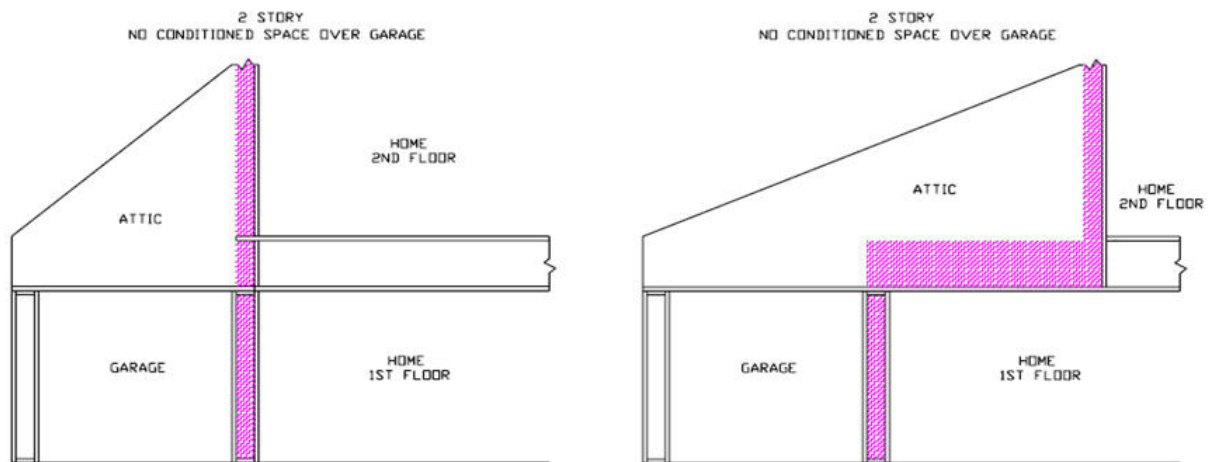 2 STORY
NO CONDITIONED SPACE OVER GARAGE
HOME
2ND FLOOR
ATTIC
GARAGE
HOME
1ST FLOOR
2 STORY
NO CONDITIONED SPACE OVER GARAGE
ATTIC
HOME
2ND FLOOR
GARAGE
HOME
1ST FLOOR